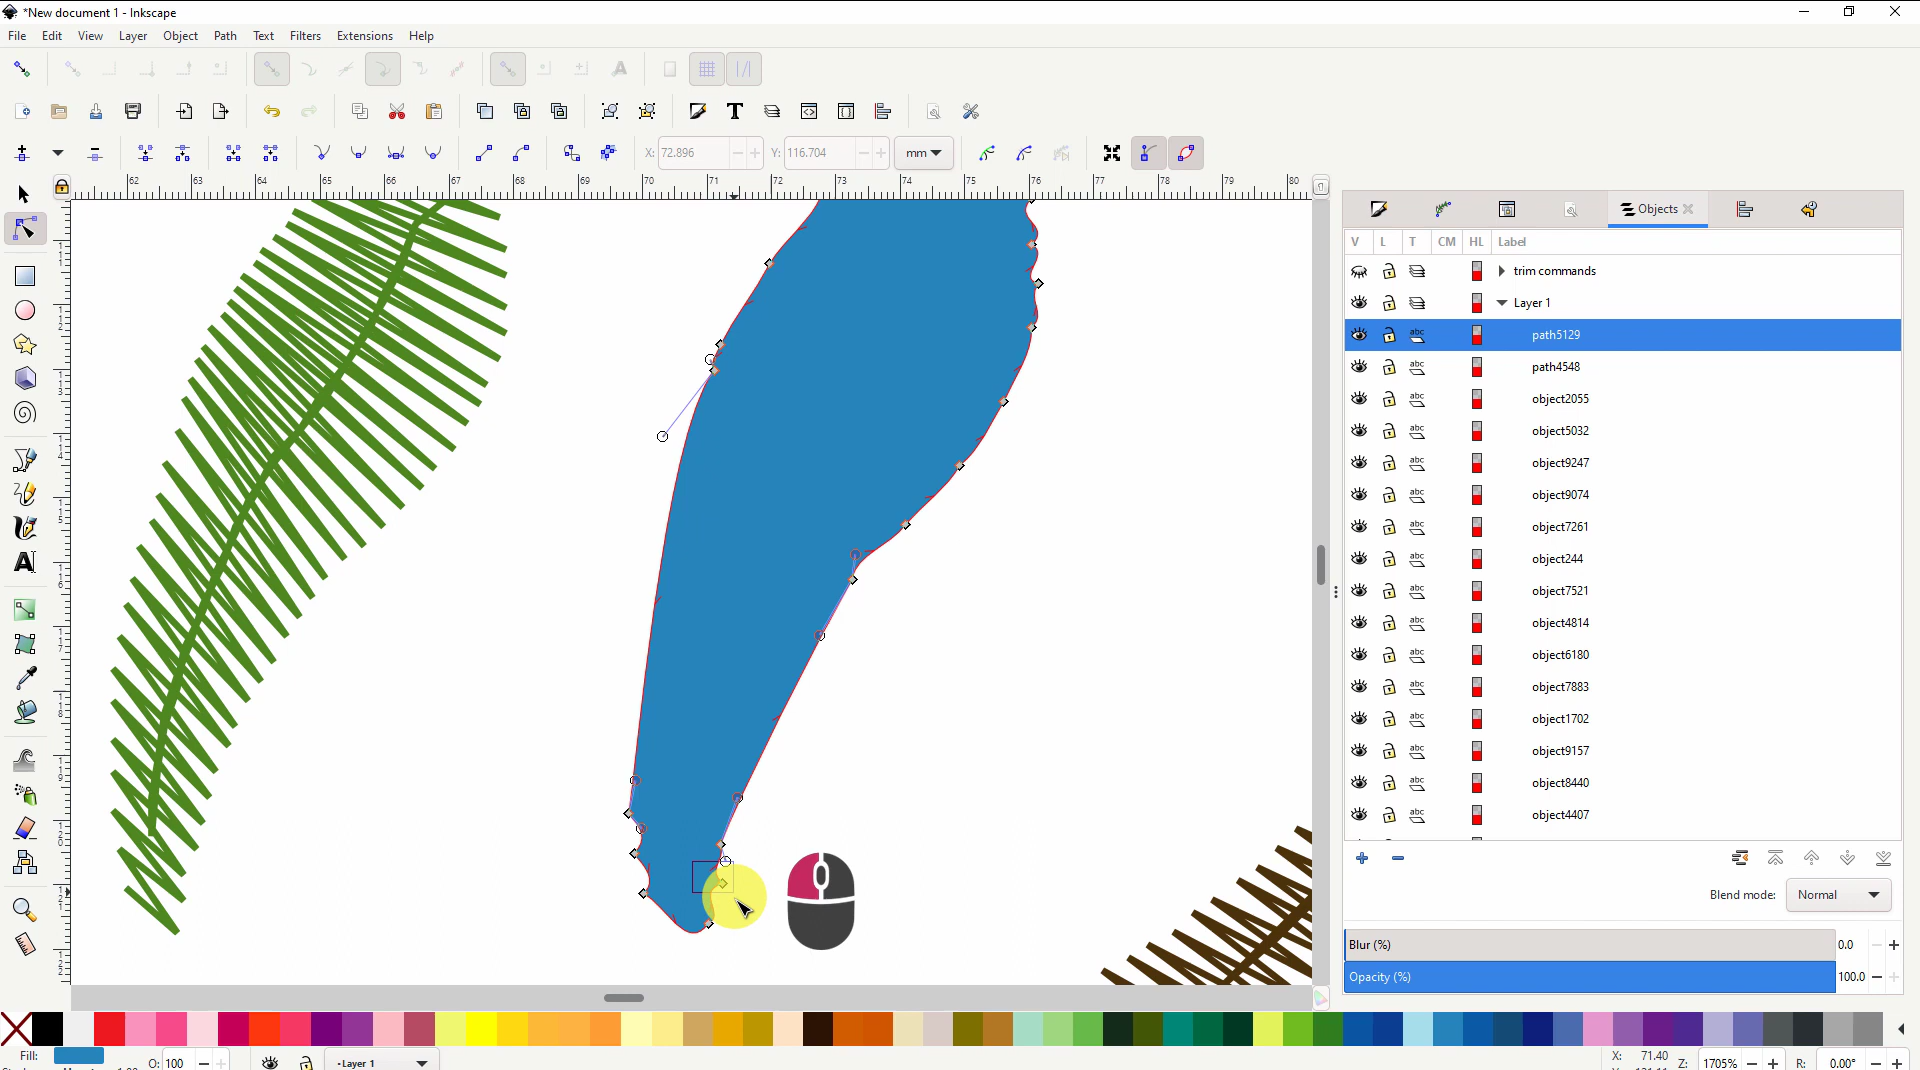 *New document 1 - Inkscape
File Edit View Layer Object Path Text Filters Extensions Help
X: 72.896 Y: 116.704 mm
62 63 64 65 66 67 68 69 70 71 72 73 74 75 76 77 78 79 80
Objects
V L T CM HL Label
trim commands
Layer 1
path5129
path4548
object2055
object5032
object9247
object9074
object7261
object244
object7521
object4814
object6180
object7883
object1702
object9157
object8440
object4407
Blend mode: Normal
Blur (%) 0.0
Opacity (%) 100.0
Fill: O: 100 -Layer 1 X: 71.40 Z: 1705% R: 0.00°